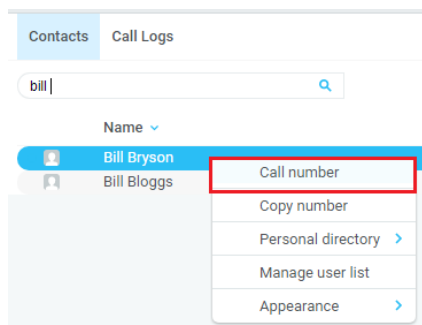 Contacts Call Logs
bill
Name
Bill Bryson
Bill Bloggs
Call number
Copy number
Personal directory
Manage user list
Appearance